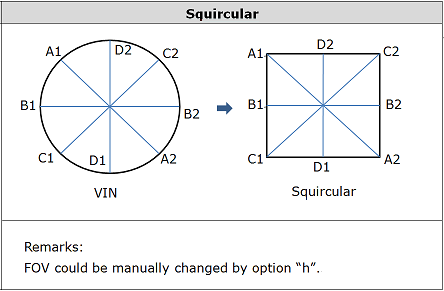 Squircular
D2
A1
C2
B1
B2
C1
D1
A2
VIN
D2
A1
C2
B1
B2
C1
D1
A2
Squircular
Remarks:
FOV could be manually changed by option “h”.